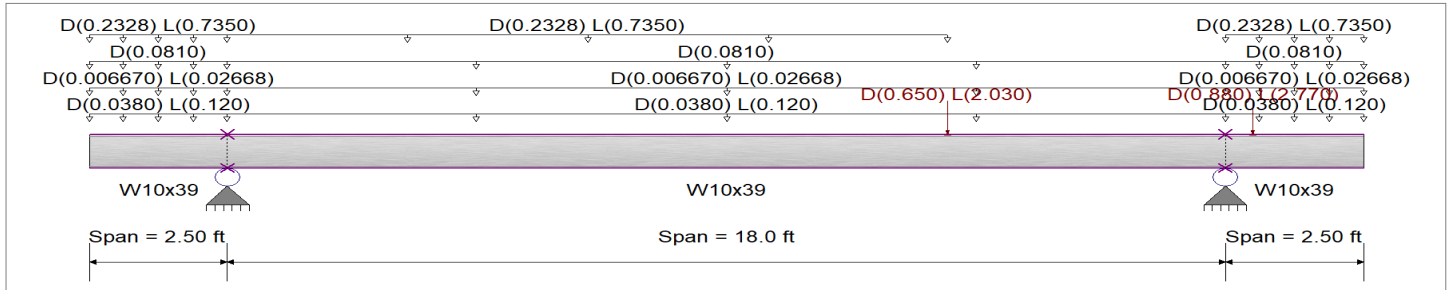 D(0.2328) L(0.7350) D(0.2328) L(0.7350) D(0.2328) L(0.7350)
D(0.0810) D(0.0810) D(0.0810)
D(0.006670) L(0.02668) D(0.006670) L(0.02668) D(0.006670) L(0.02668)
D(0.650) L(2.030) D(0.880) L(2.770)
D(0.0380) L(0.120) D(0.0380) L(0.120) D(0.0380) L(0.120)
W10x39 W10x39 W10x39
Span = 2.50 ft Span = 18.0 ft Span = 2.50 ft